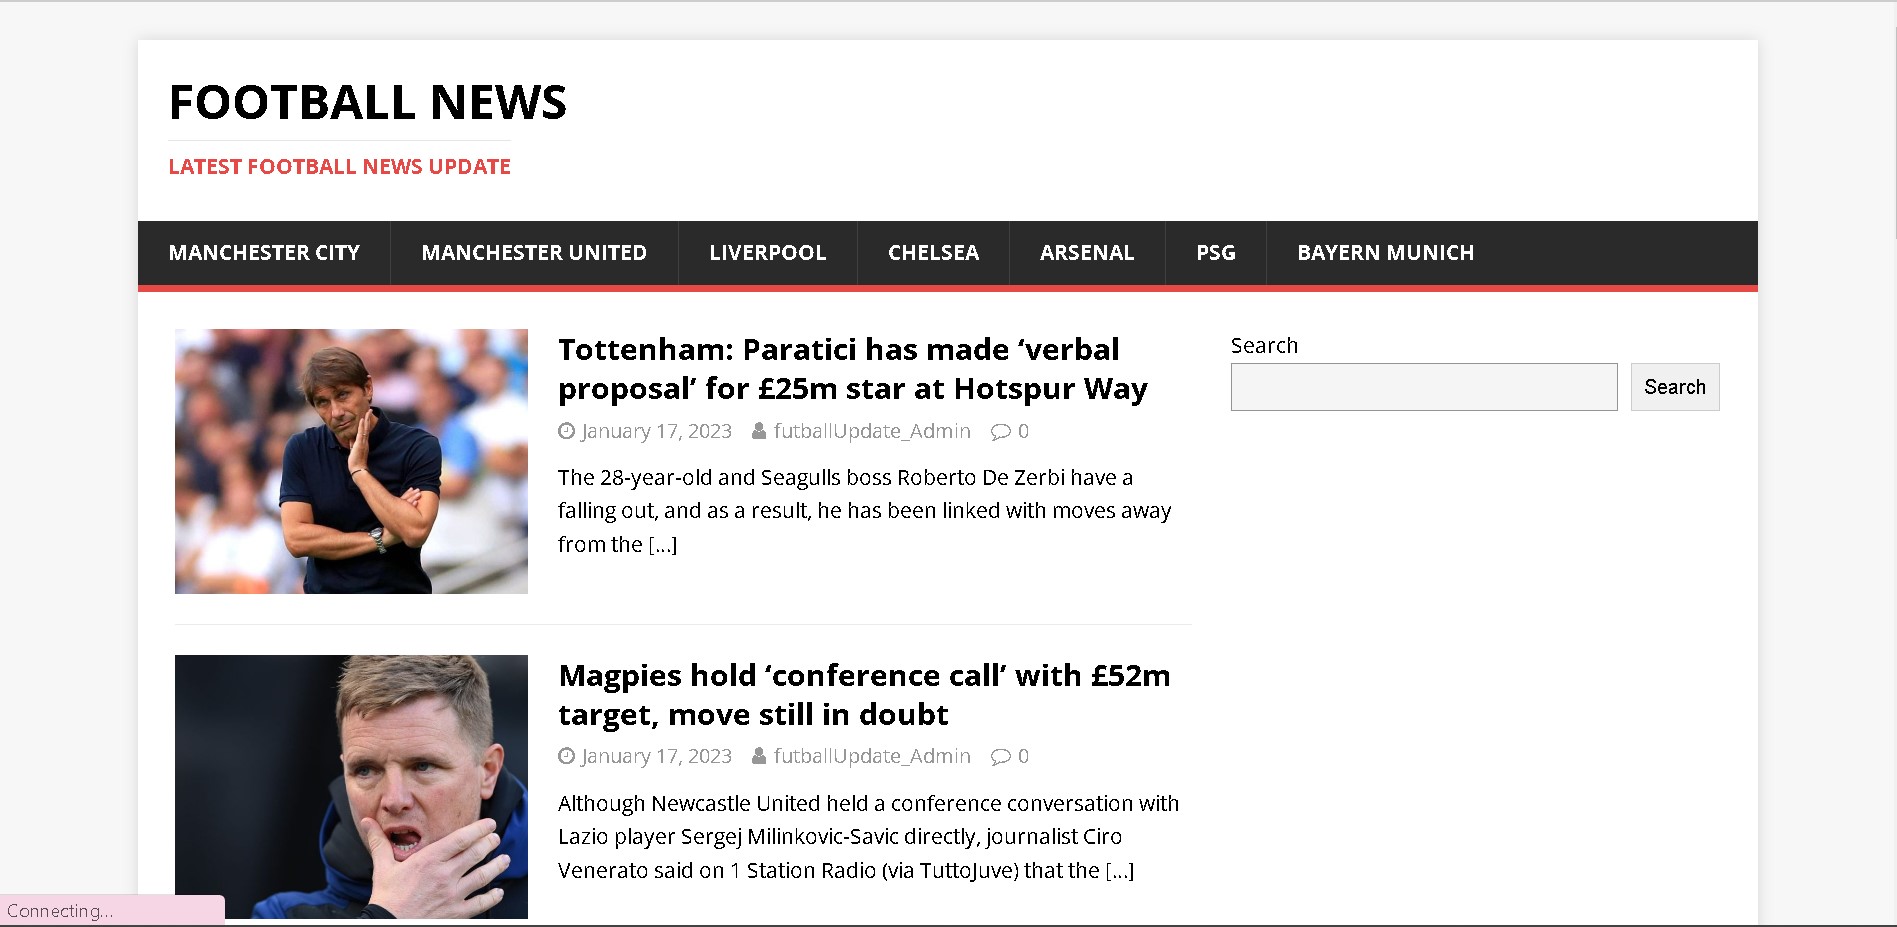 FOOTBALL NEWS
LATEST FOOTBALL NEWS UPDATE
MANCHESTER CITY
MANCHESTER UNITED
LIVERPOOL
CHELSEA
ARSENAL
PSG
BAYERN MUNICH
Tottenham: Paratici has made ‘verbal
proposal’ for £25m star at Hotspur Way
January 17, 2023 futballUpdate_Admin 0
The 28-year-old and Seagulls boss Roberto De Zerbi have a
falling out, and as a result, he has been linked with moves away
from the [...]
Search
Search
Magpies hold ‘conference call’ with £52m
target, move still in doubt
January 17, 2023 futballUpdate_Admin 0
Although Newcastle United held a conference conversation with
Lazio player Sergej Milinkovic-Savic directly, journalist Ciro
Venerato said on 1 Station Radio (via TuttoJuve) that the [...]
Connecting...